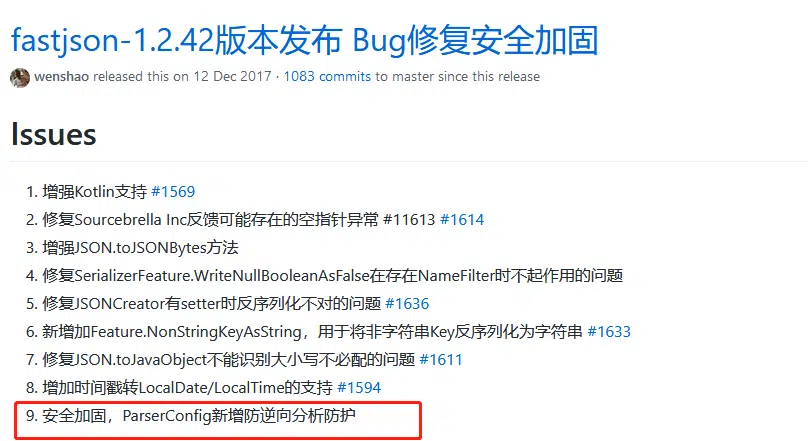 fastjson-1.2.42版本发布 Bug修复安全加固
wenshao released this on 12 Dec 2017 · 1083 commits to master since this release
Issues
1. 增强Kotlin支持 #1569
2. 修复Sourcebrella Inc反馈可能存在的空指针异常 #11613 #1614
3. 增强JSON.toJSONBytes方法
4. 修复SerializerFeature.WriteNullBooleanAsFalse在存在NameFilter时不起作用的问题
5. 修复JSONCreator有setter时反序列化不对的问题 #1636
6. 新增加Feature.NonStringKeyAsString，用于将非字符串Key反序列化为字符串 #1633
7. 修复JSON.toJavaObject不能识别大小写不必配的问题 #1611
8. 增加时间戳转LocalDate/LocalTime的支持 #1594
9. 安全加固，ParserConfig新增防逆向分析防护